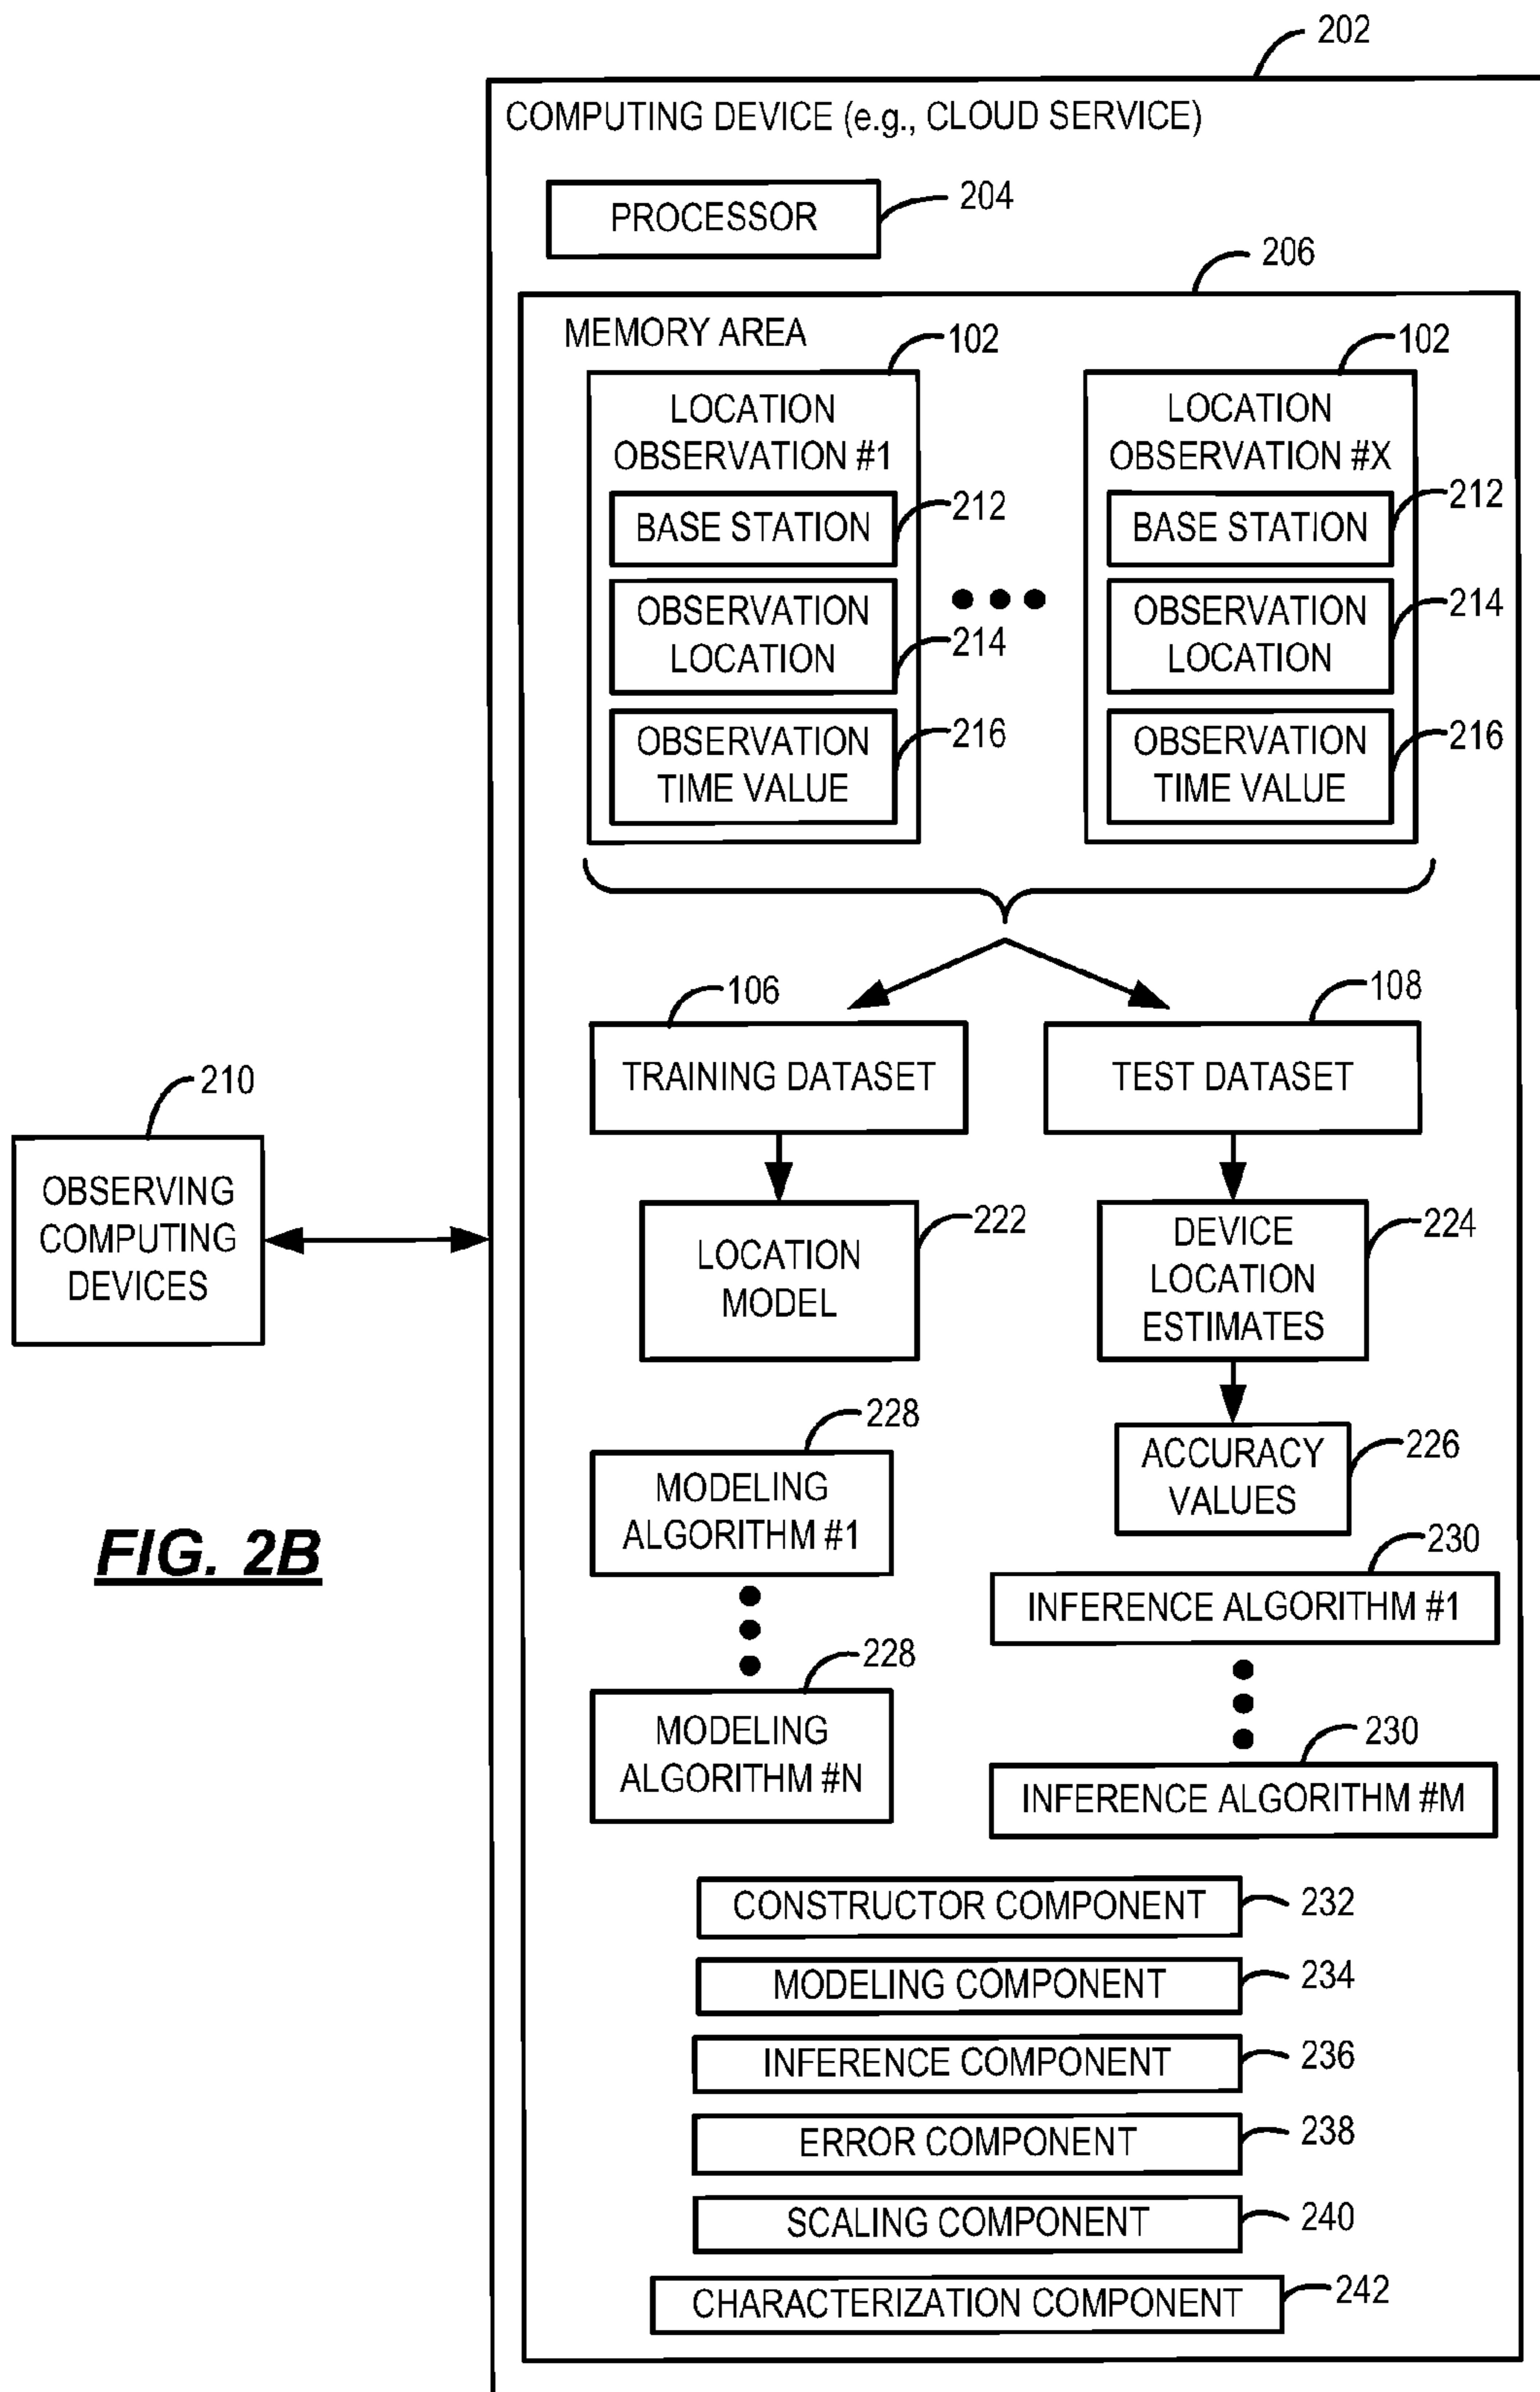 202
COMPUTING DEVICE (e.g., CLOUD SERVICE)
PROCESSOR
204
206
MEMORY AREA
102
LOCATION
OBSERVATION #1
BASE STATION
212
OBSERVATION
LOCATION
214
OBSERVATION
TIME VALUE
216
102
LOCATION
OBSERVATION #X
BASE STATION
212
OBSERVATION
LOCATION
214
OBSERVATION
TIME VALUE
216
106
TRAINING DATASET
108
TEST DATASET
210
OBSERVING
COMPUTING
DEVICES
LOCATION
MODEL
222
DEVICE
LOCATION
ESTIMATES
224
ACCURACY
VALUES
226
228
MODELING
ALGORITHM #1
228
MODELING
ALGORITHM #N
230
INFERENCE ALGORITHM #1
230
INFERENCE ALGORITHM #M
FIG. 2B
CONSTRUCTOR COMPONENT
232
MODELING COMPONENT
234
INFERENCE COMPONENT
236
ERROR COMPONENT
238
SCALING COMPONENT
240
CHARACTERIZATION COMPONENT
242